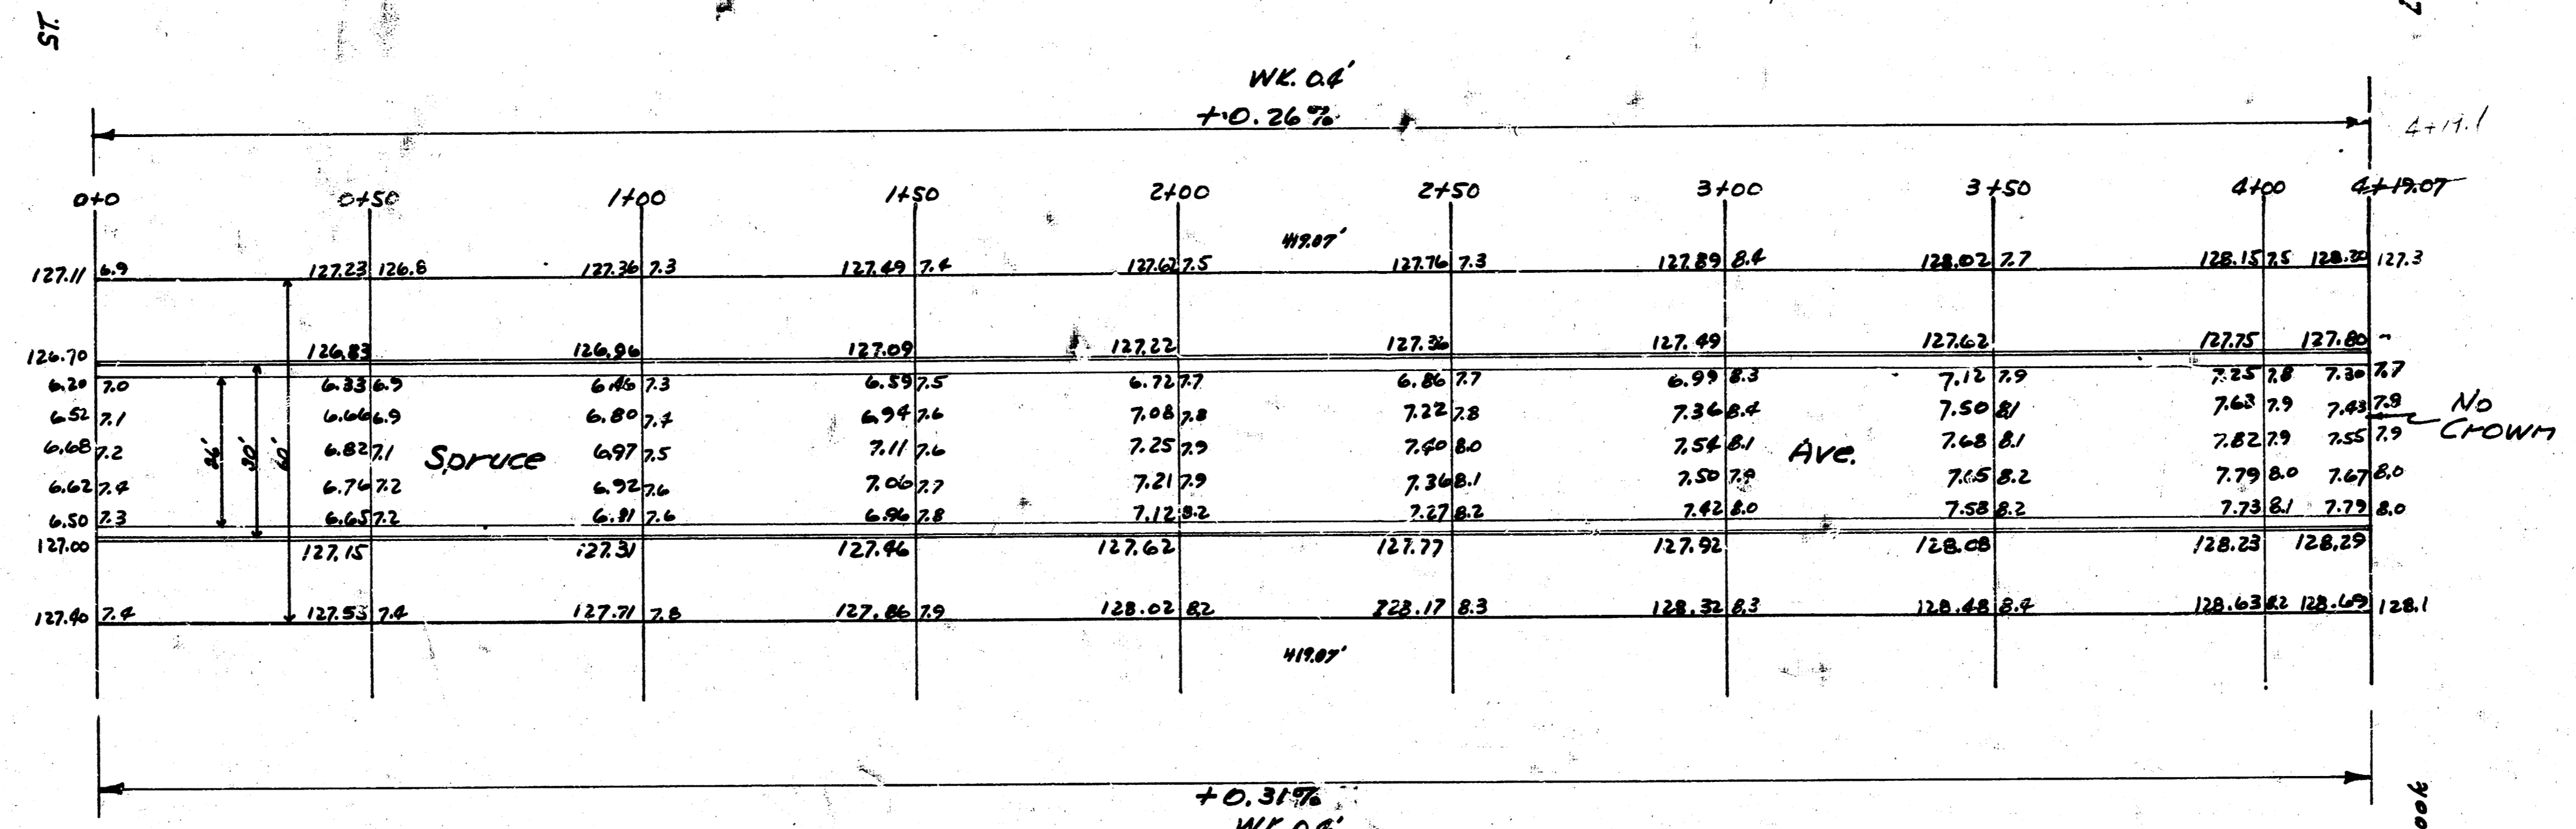 ST.
WK. 0.4'
+0.26%
4+19.1
0+0 0+50 1+00 1+50 2+00 2+50 3+00 3+50 4+00 4+19.07
419.07'
127.11 6.9 127.23 126.8 127.36 7.3 127.49 7.4 127.62 7.5 127.76 7.3 127.89 8.4 128.02 7.7 128.15 7.5 128.20 127.3
126.70 126.83 126.96 127.09 127.22 127.36 127.49 127.62 127.75 127.80
6.20 7.0 6.33 6.9 6.46 7.3 6.59 7.5 6.72 7.7 6.86 7.7 6.99 8.3 7.12 7.9 7.25 7.8 7.30 7.7
6.52 7.1 6.66 6.9 6.80 7.4 6.94 7.6 7.08 7.8 7.22 7.8 7.36 8.4 7.50 8.1 7.63 7.9 7.43 7.8 No
26' 30' 60' Crown
6.68 7.2 6.82 7.1 Spruce 6.97 7.5 7.11 7.6 7.25 7.9 7.40 8.0 7.54 8.1 Ave. 7.68 8.1 7.82 7.9 7.55 7.9
6.62 7.4 6.76 7.2 6.92 7.6 7.06 7.7 7.21 7.9 7.36 8.1 7.50 7.9 7.65 8.2 7.79 8.0 7.67 8.0
6.50 7.3 6.65 7.2 6.81 7.6 6.96 7.8 7.12 8.2 7.27 8.2 7.42 8.0 7.58 8.2 7.73 8.1 7.79 8.0
127.00 127.15 127.31 127.46 127.62 127.77 127.92 128.08 128.23 128.29
127.40 7.4 127.53 7.4 127.71 7.8 127.86 7.9 128.02 8.2 128.17 8.3 128.32 8.3 128.48 8.4 128.63 8.2 128.69 128.1
419.07'
+0.31%
WK. 0.4'
ook